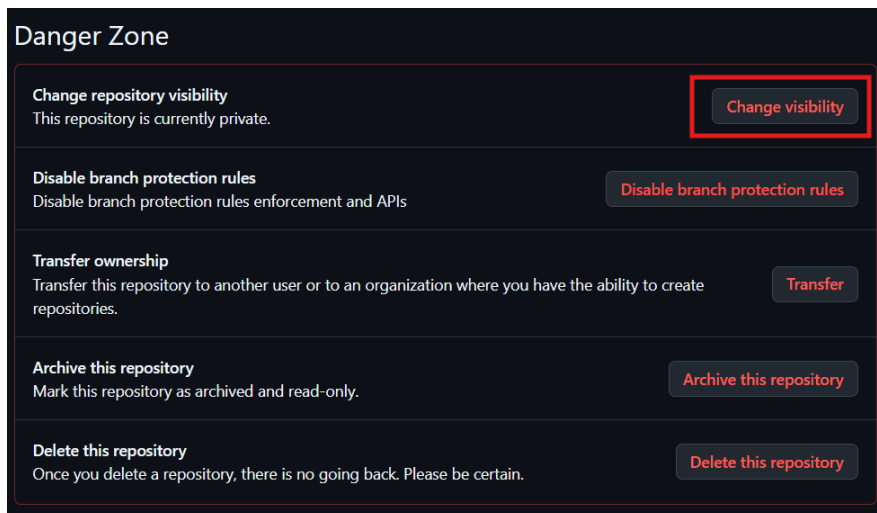 Danger Zone
Change repository visibility
This repository is currently private.
Change visibility
Disable branch protection rules
Disable branch protection rules enforcement and APIs
Disable branch protection rules
Transfer ownership
Transfer this repository to another user or to an organization where you have the ability to create
repositories.
Transfer
Archive this repository
Mark this repository as archived and read-only.
Archive this repository
Delete this repository
Once you delete a repository, there is no going back. Please be certain.
Delete this repository